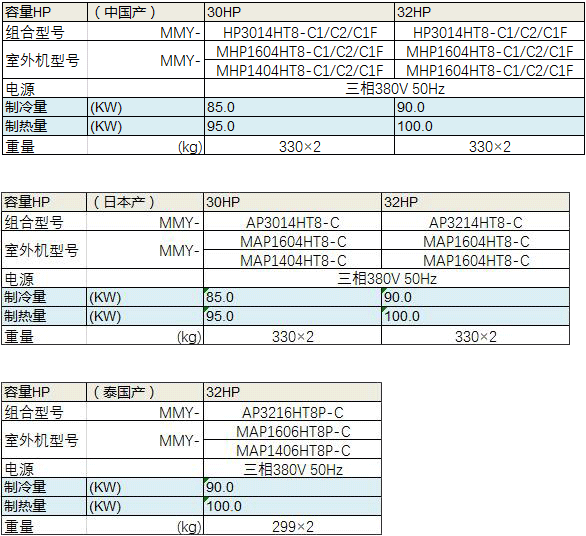 容量HP （中国产） 30HP 32HP
组合型号 MMY- HP3014HT8-C1/C2/C1F HP3014HT8-C1/C2/C1F
室外机型号 MMY- MHP1604HT8-C1/C2/C1F MHP1604HT8-C1/C2/C1F
MHP1404HT8-C1/C2/C1F MHP1604HT8-C1/C2/C1F
电源 三相380V 50Hz
制冷量 (KW) 85.0 90.0
制热量 (KW) 95.0 100.0
重量 (kg) 330×2 330×2
容量HP （日本产） 30HP 32HP
组合型号 MMY- AP3014HT8-C AP3214HT8-C
室外机型号 MMY- MAP1604HT8-C MAP1604HT8-C
MAP1404HT8-C MAP1604HT8-C
电源 三相380V 50Hz
制冷量 (KW) 85.0 90.0
制热量 (KW) 95.0 100.0
重量 (kg) 330×2 330×2
容量HP （泰国产） 32HP
组合型号 MMY- AP3216HT8P-C
室外机型号 MMY- MAP1606HT8P-C
MAP1406HT8P-C
电源 三相380V 50Hz
制冷量 (KW) 90.0
制热量 (KW) 100.0
重量 (kg) 299×2